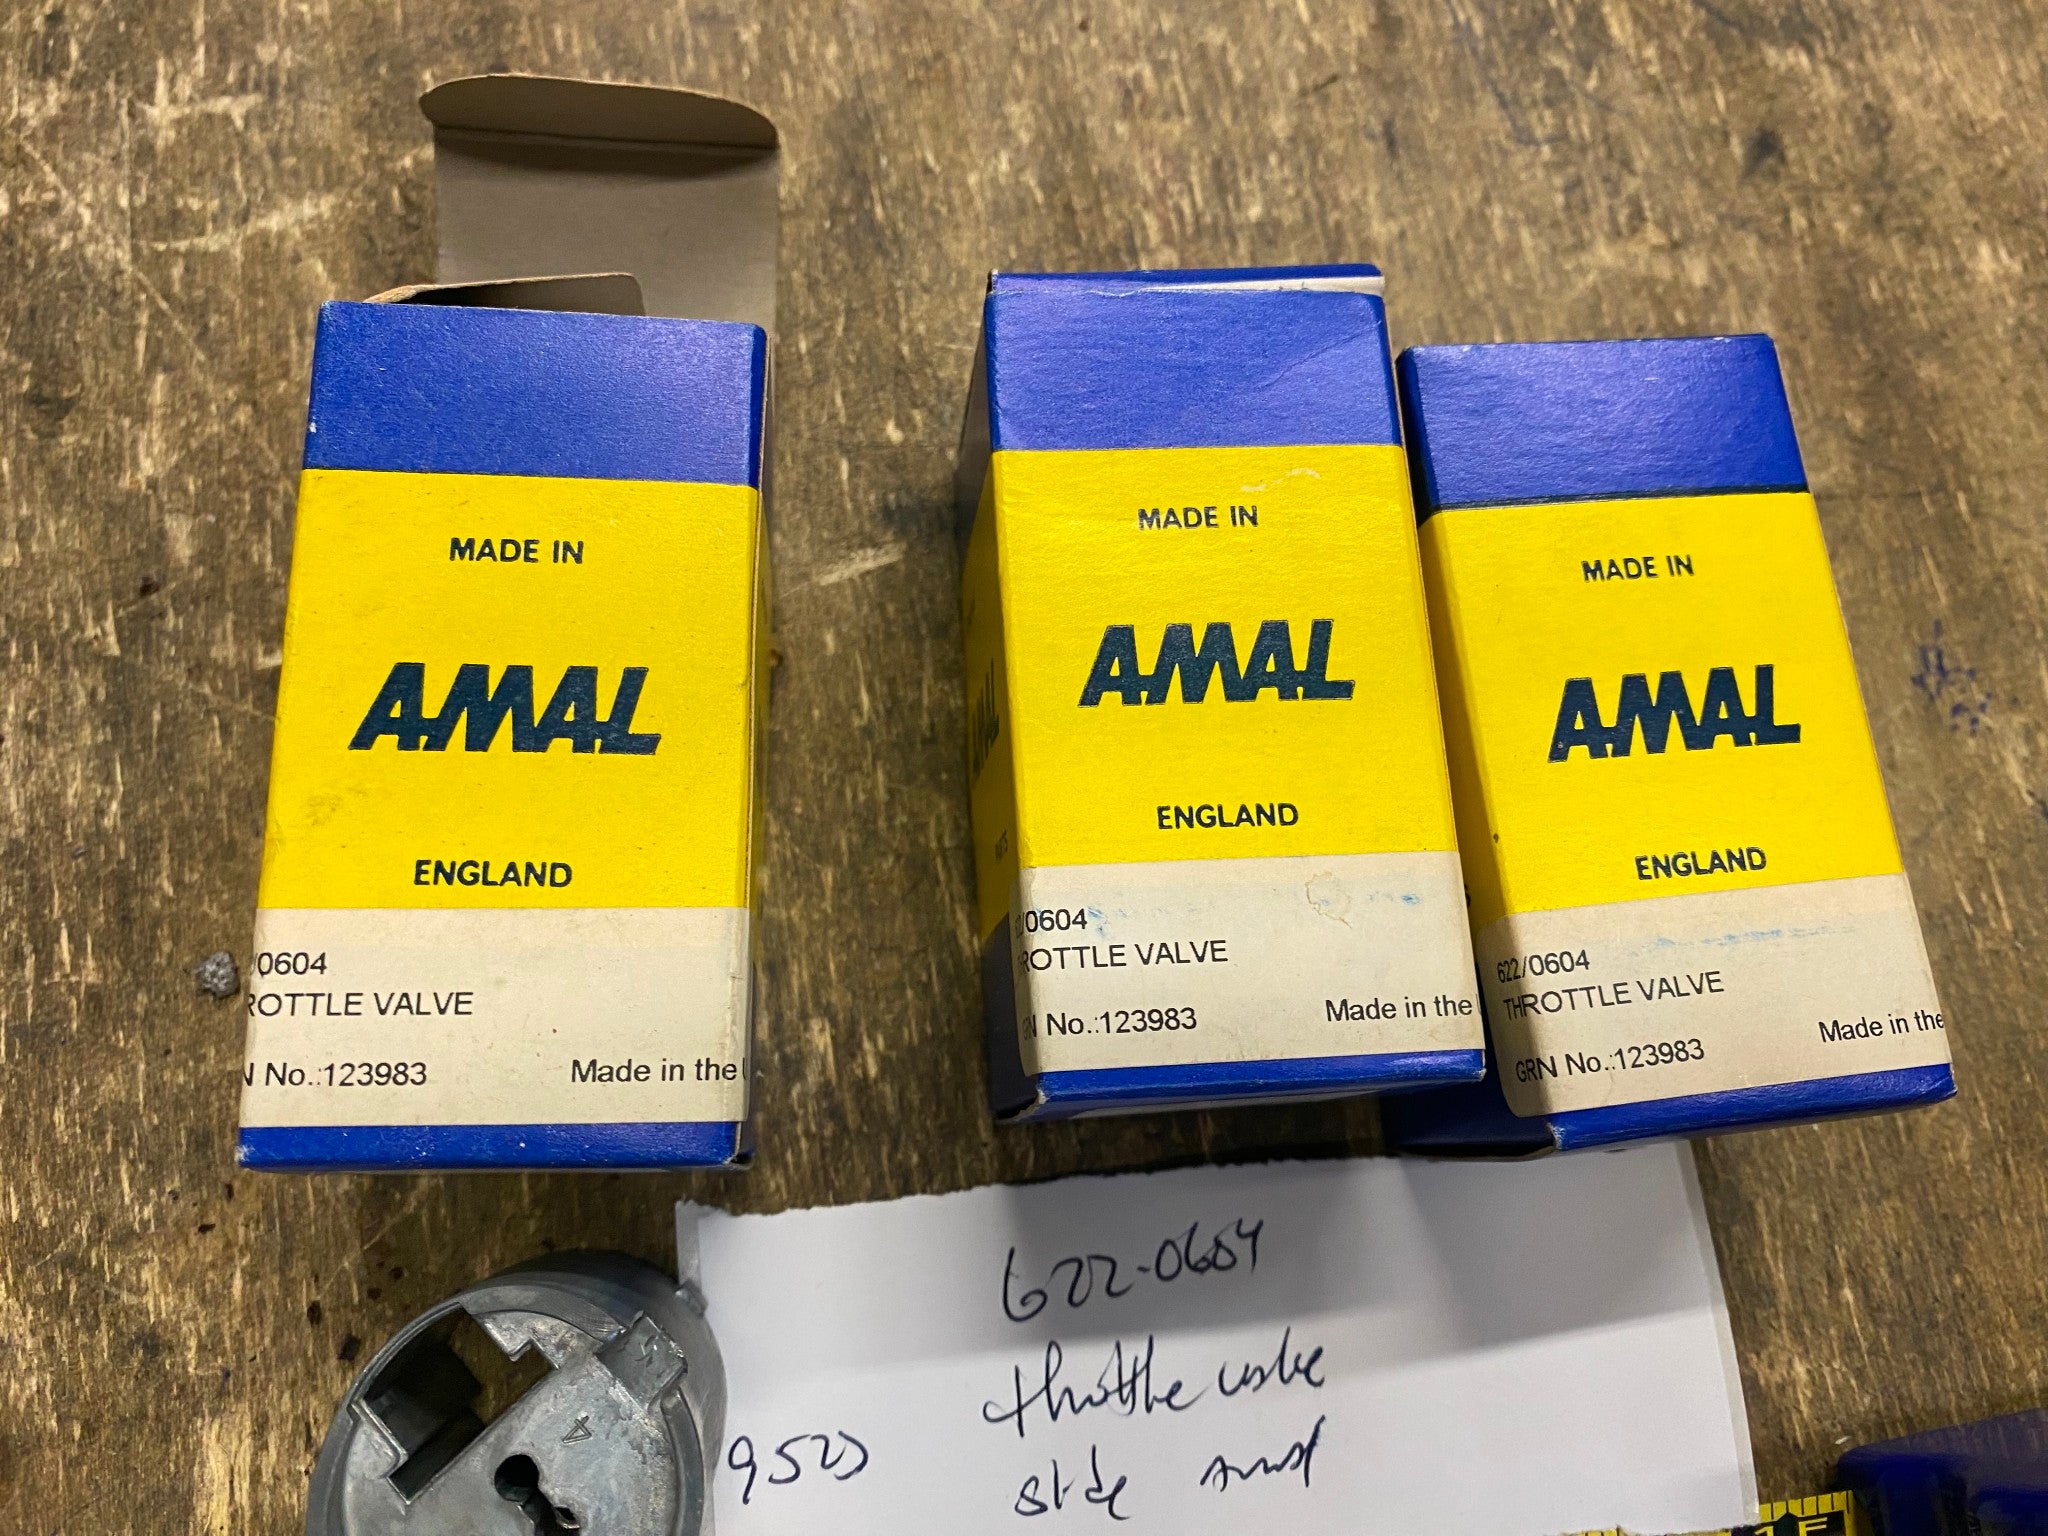 MADE IN
AMAL
ENGLAND
/0604
ROTTLE VALVE
No.:123983 Made in the
MADE IN
AMAL
ENGLAND
/0604
ROTTLE VALVE
No.:123983 Made in the
MADE IN
AMAL
ENGLAND
622/0604
THROTTLE VALVE
GRN No.:123983 Made in the
622-0604
throttle valve
slide
4